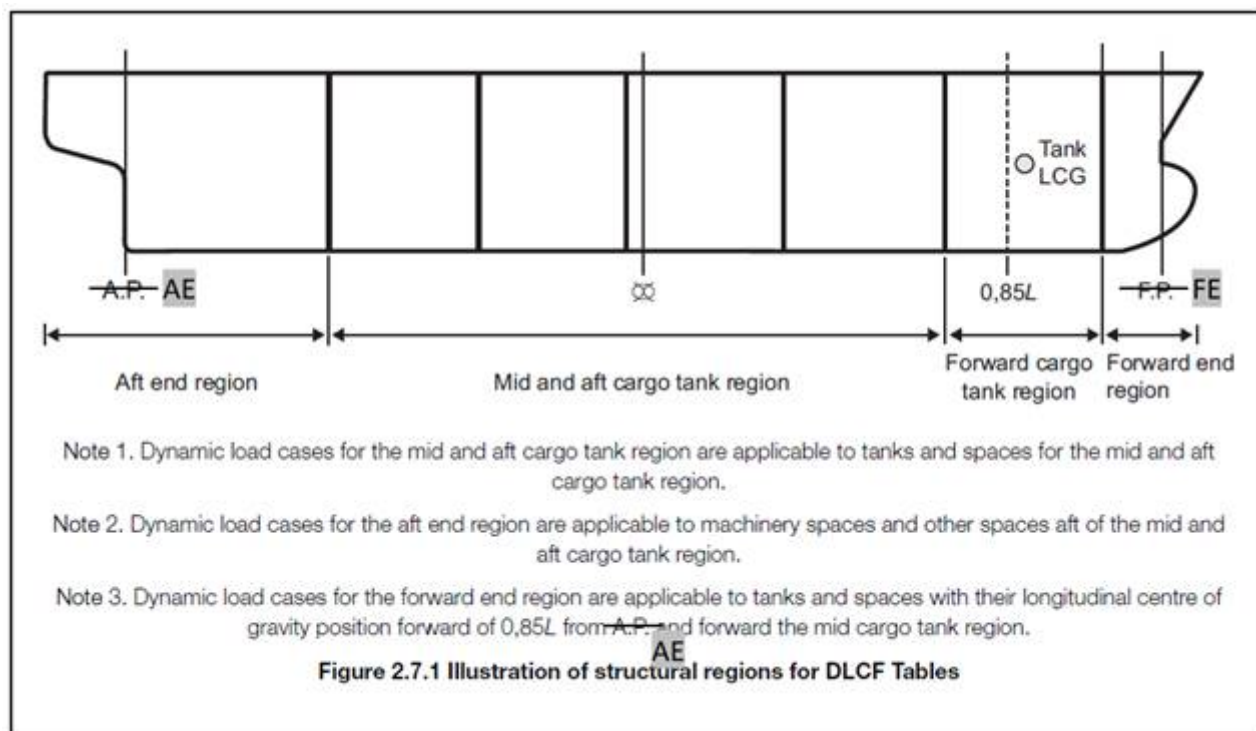 Tank
LCG
A.P. AE
0,85L
F.P. FE
Aft end region
Mid and aft cargo tank region
Forward cargo
tank region
Forward end
region
Note 1. Dynamic load cases for the mid and aft cargo tank region are applicable to tanks and spaces for the mid and aft
cargo tank region.
Note 2. Dynamic load cases for the aft end region are applicable to machinery spaces and other spaces aft of the mid and
aft cargo tank region.
Note 3. Dynamic load cases for the forward end region are applicable to tanks and spaces with their longitudinal centre of
gravity position forward of 0,85L from A.P. and forward the mid cargo tank region.
AE
Figure 2.7.1 Illustration of structural regions for DLCF Tables